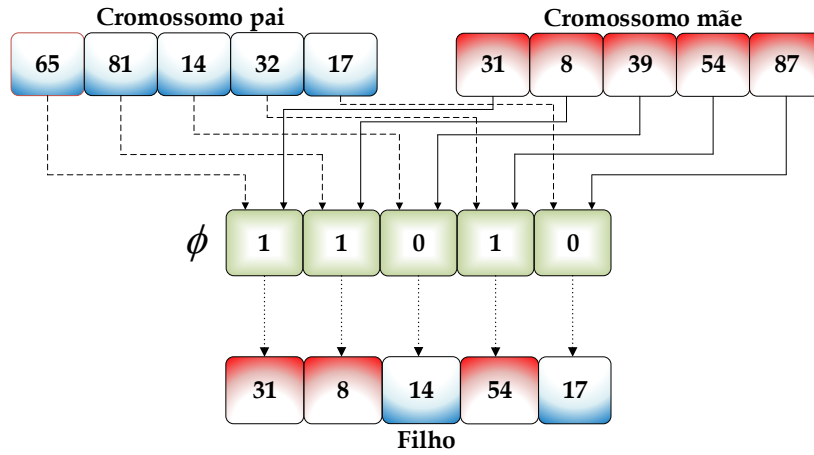 Cromossomo pai Cromossomo mãe
65 81 14 32 17 31 8 39 54 87
ϕ 1 1 0 1 0
31 8 14 54 17
Filho